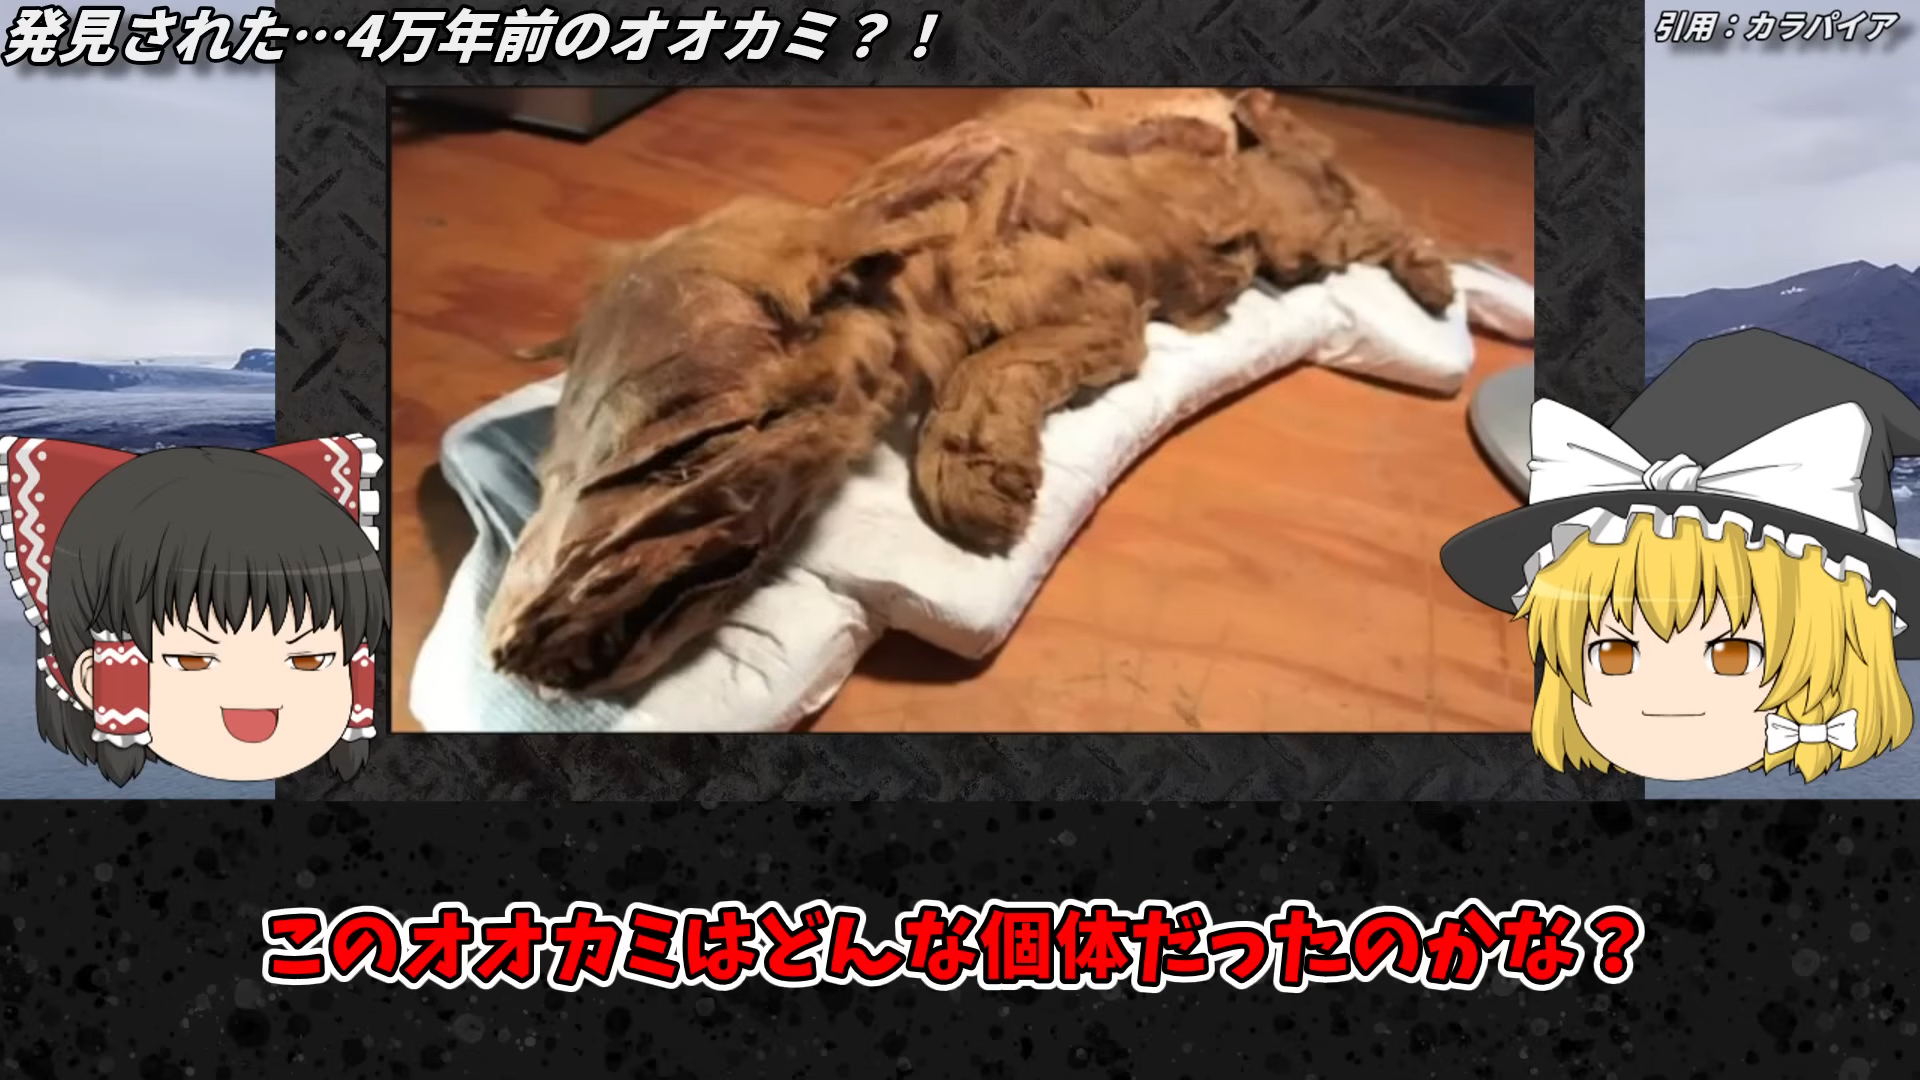 発見された…4万年前のオオカミ？！
引用：カラパイア
このオオカミはどんな個体だったのかな？